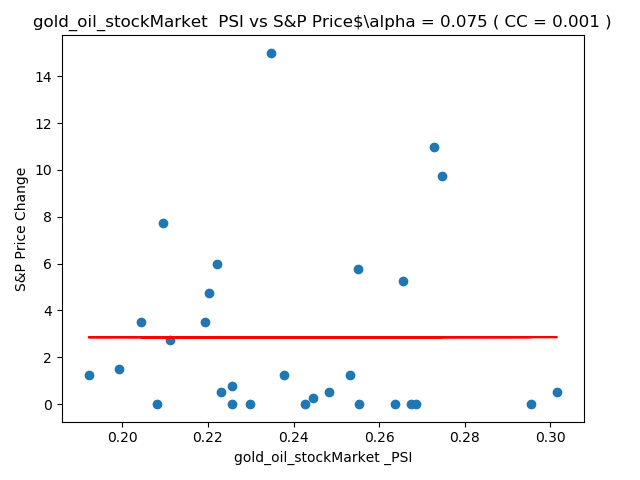 gold_oil_stockMarket  PSI vs S&P Price$\alpha = 0.075 ( CC = 0.001 )
14
12
10
8
6
4
2
0
S&P Price Change
0.20 0.22 0.24 0.26 0.28 0.30
gold_oil_stockMarket _PSI